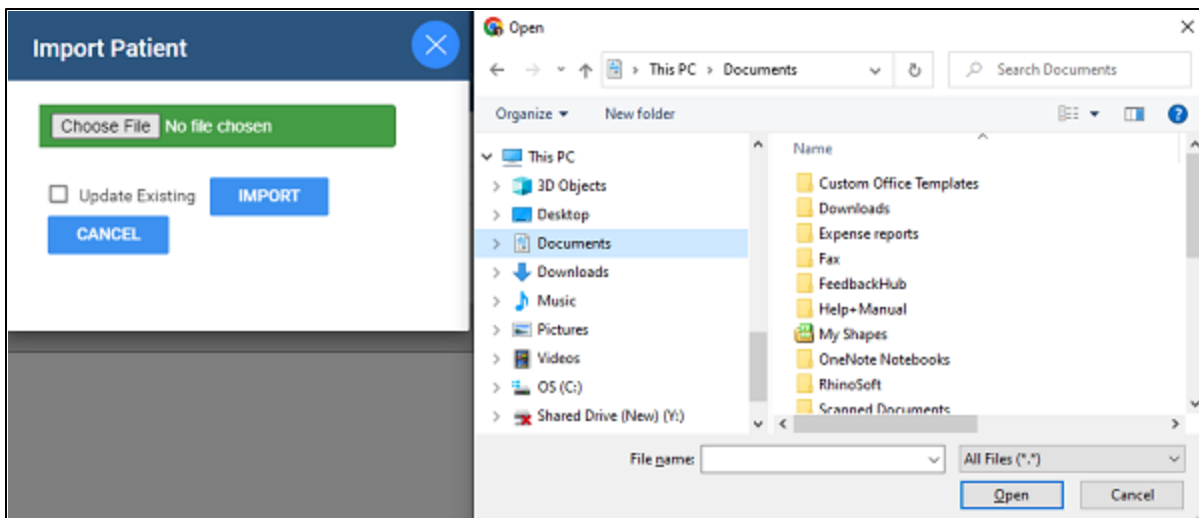 Import Patient
Choose File No file chosen
Update Existing IMPORT
CANCEL
Open
This PC > Documents
Search Documents
Organize
New folder
This PC
3D Objects
Desktop
Documents
Downloads
Music
Pictures
Videos
OS (C:)
Shared Drive (New) (Y:)
Name
Custom Office Templates
Downloads
Expense reports
Fax
FeedbackHub
Help+Manual
My Shapes
OneNote Notebooks
RhinoSoft
Scanned Documents
File name:
All Files (*.*)
Open
Cancel